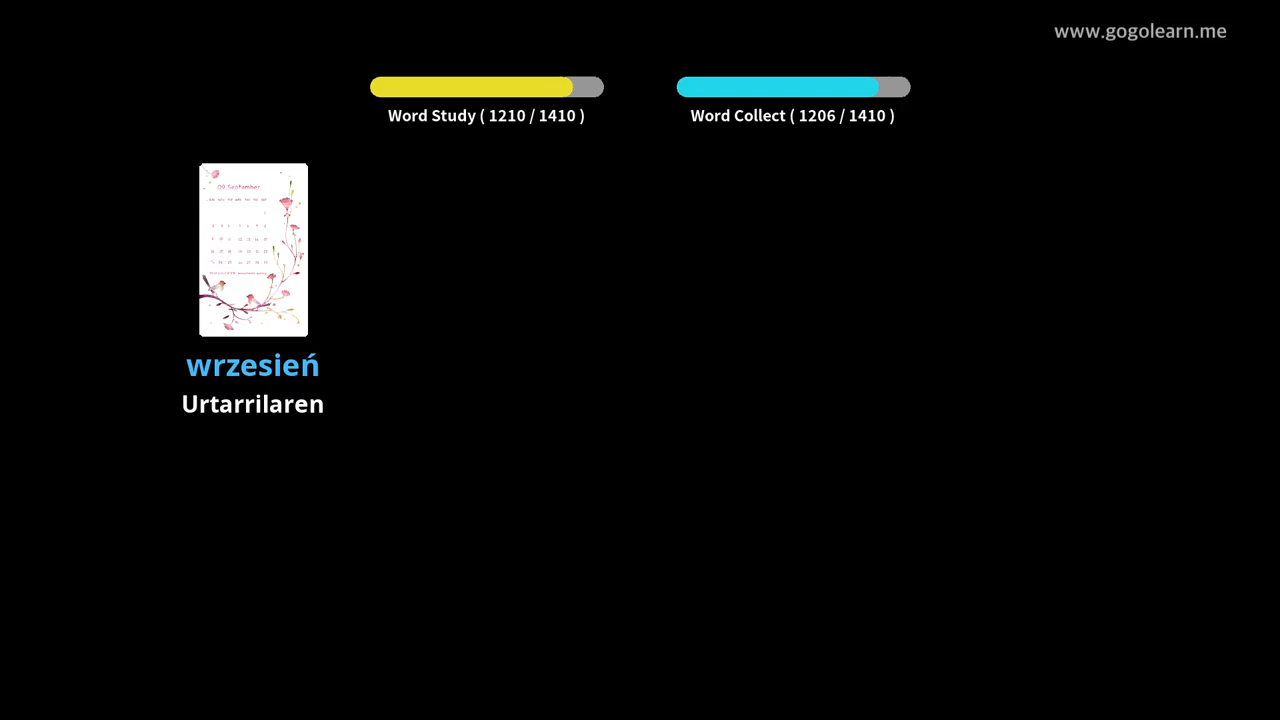 www.gogolearn.me
Word Study ( 1210 / 1410 )
Word Collect ( 1206 / 1410 )
09.September
wrzesień
Urtarrilaren